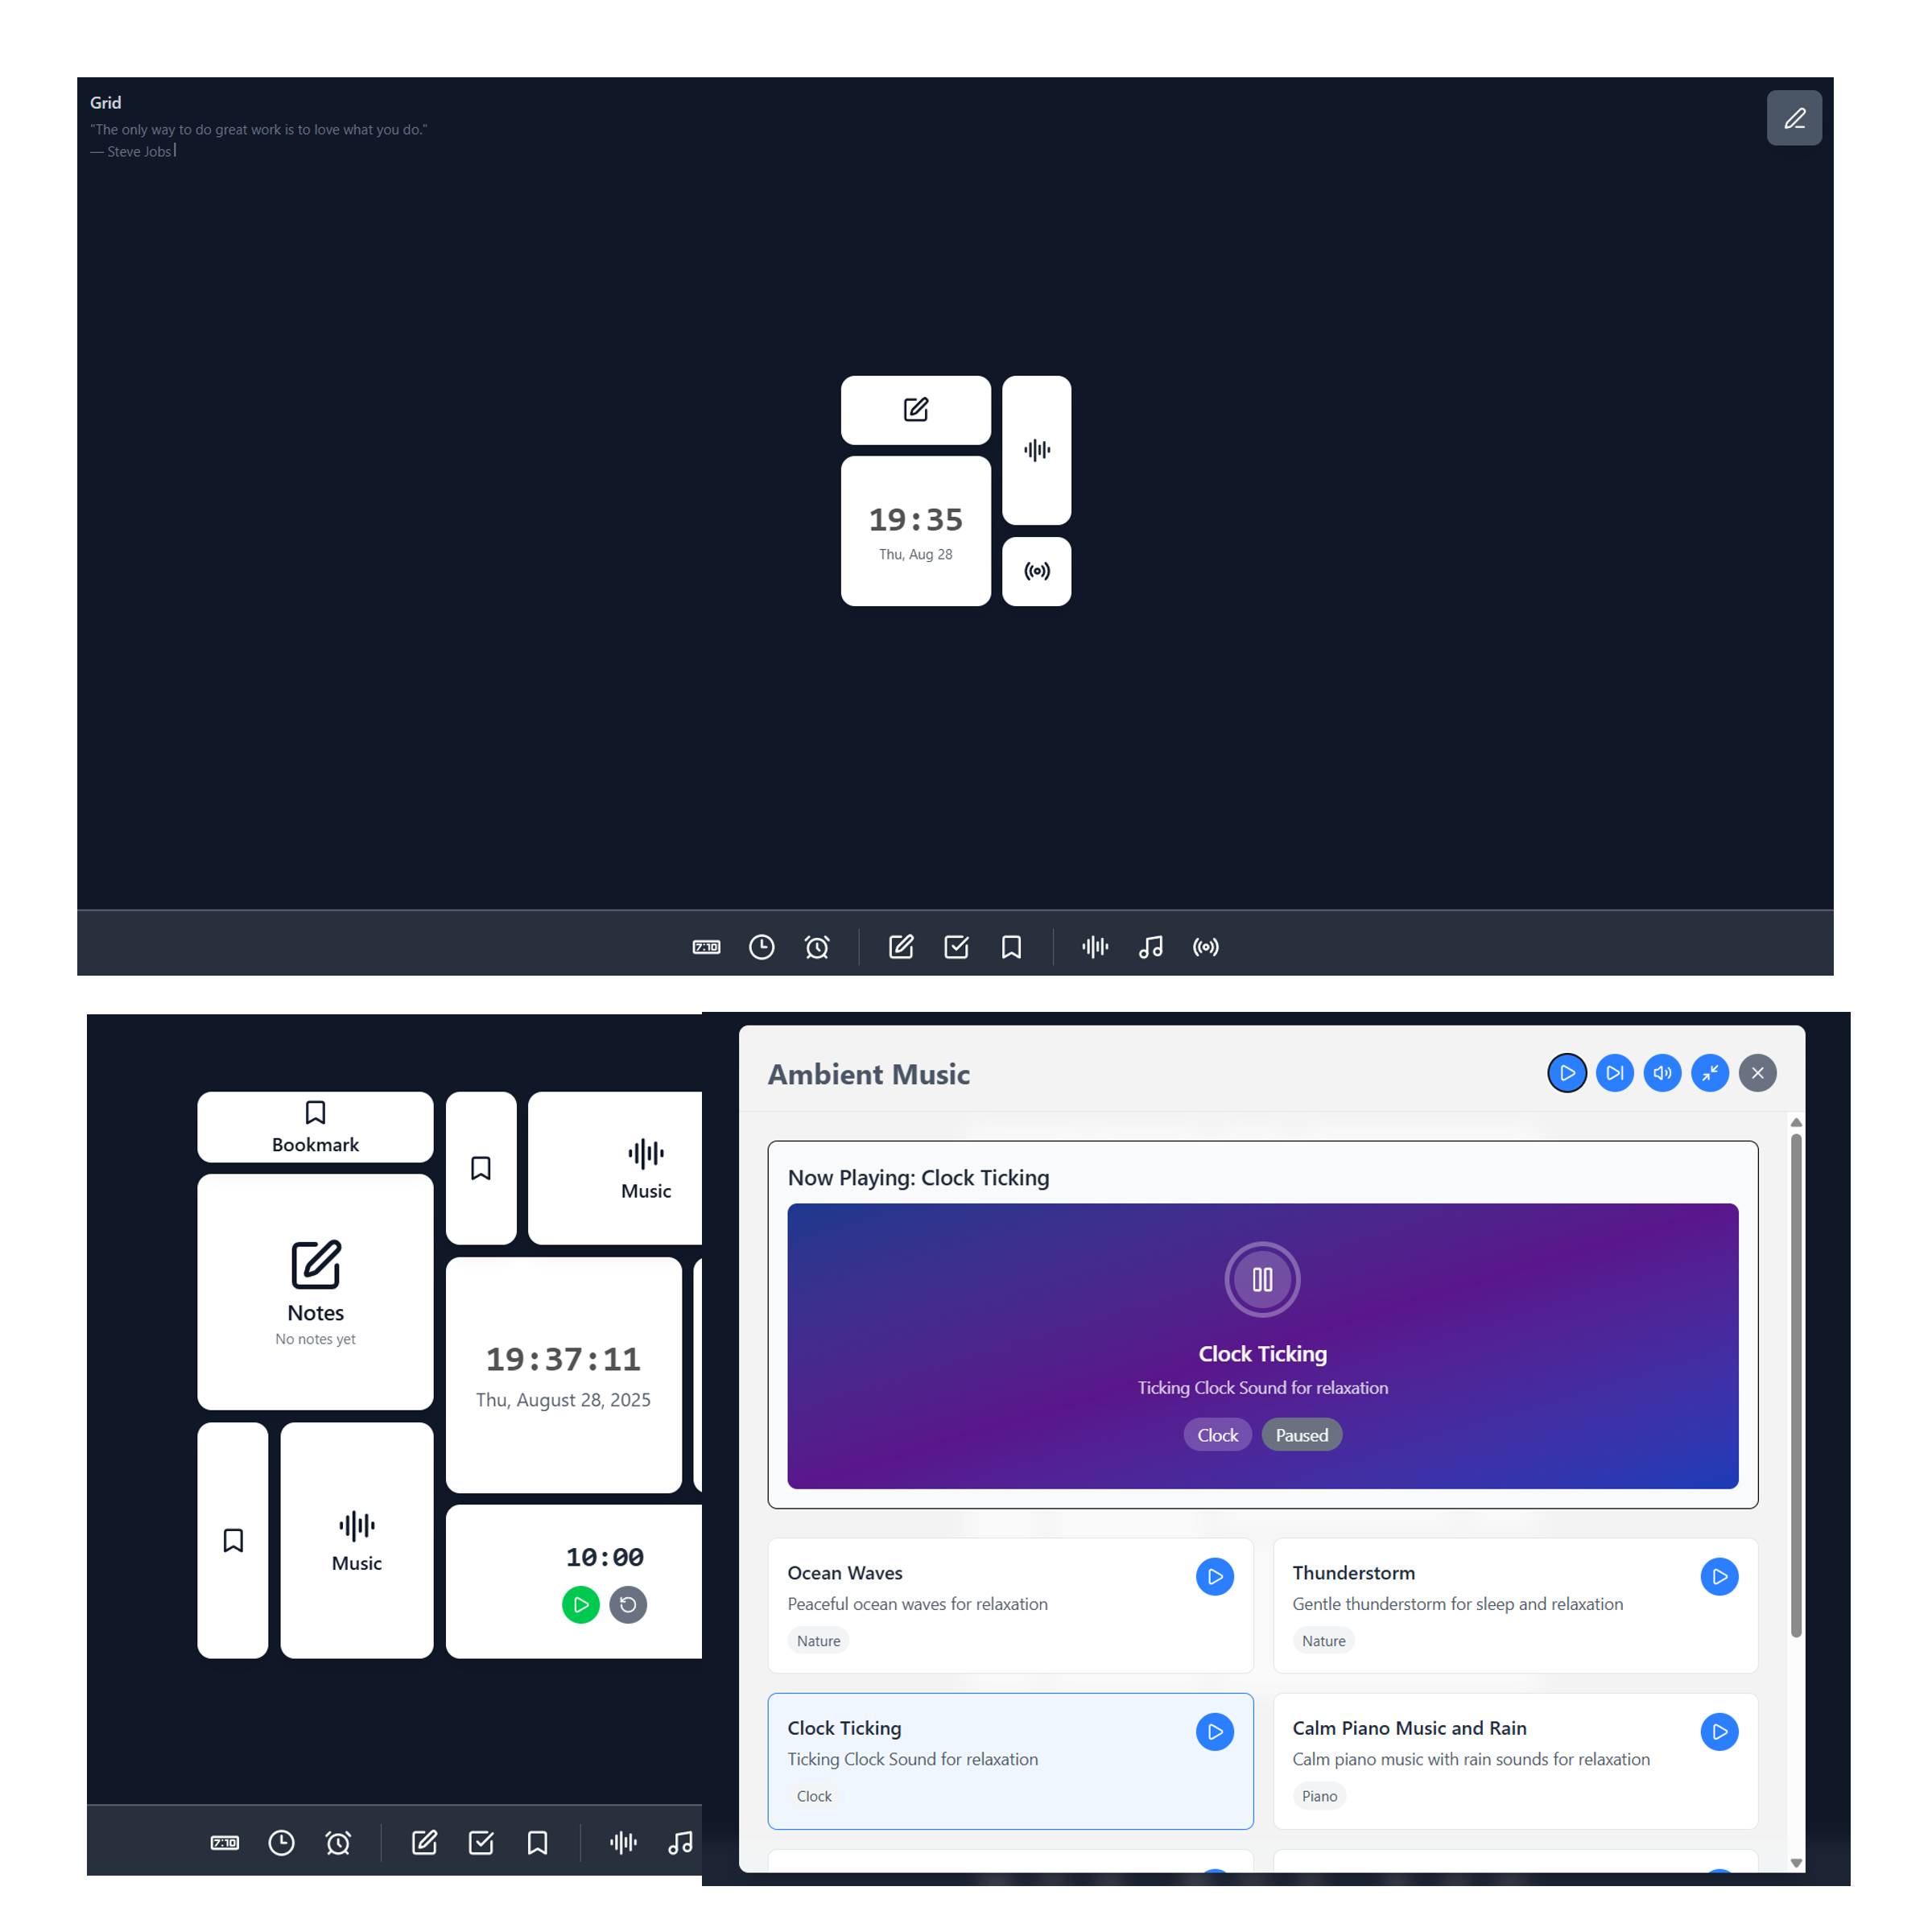 Grid
"The only way to do great work is to love what you do."
— Steve Jobs
19:35
Thu, Aug 28
7:10
Bookmark
Music
Notes
No notes yet
19:37:11
Thu, August 28, 2025
Music
10:00
7:10
Ambient Music
Now Playing: Clock Ticking
Clock Ticking
Ticking Clock Sound for relaxation
Clock
Paused
Ocean Waves
Peaceful ocean waves for relaxation
Nature
Thunderstorm
Gentle thunderstorm for sleep and relaxation
Nature
Clock Ticking
Ticking Clock Sound for relaxation
Clock
Calm Piano Music and Rain
Calm piano music with rain sounds for relaxation
Piano